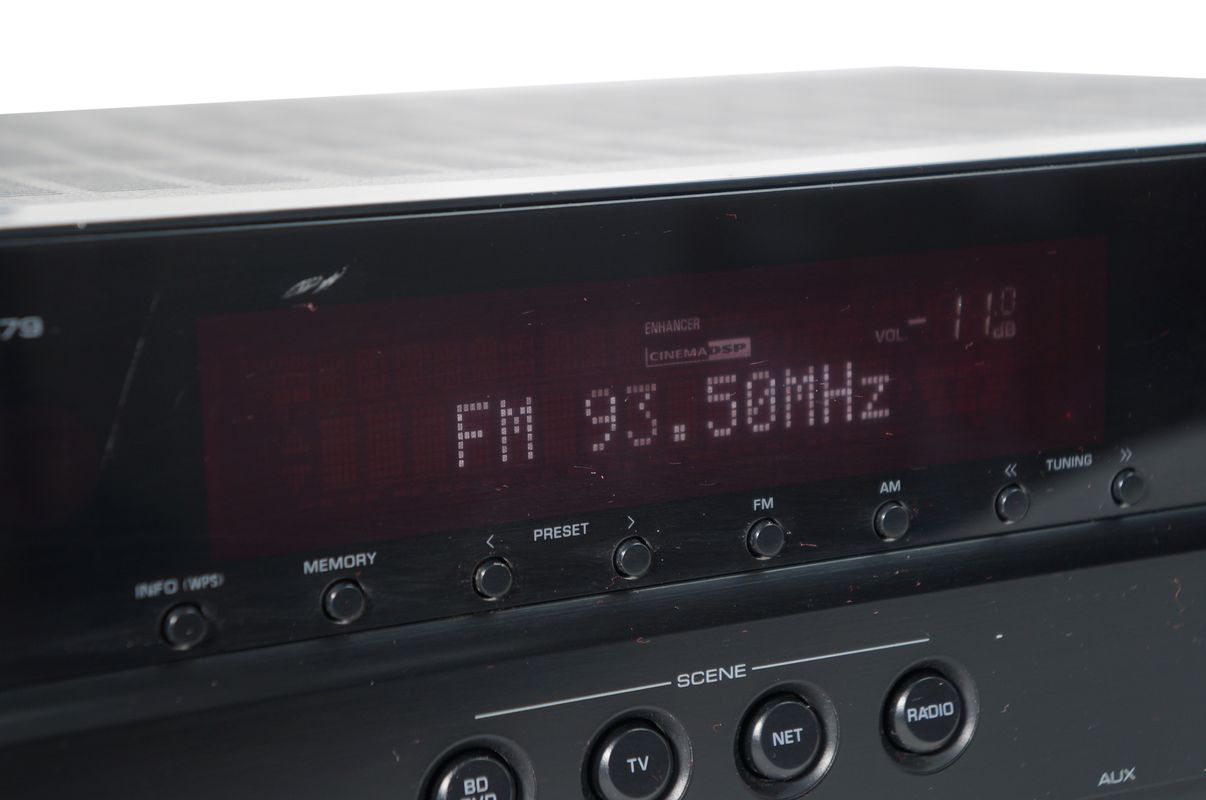 79
ENHANCER
CINEMA DSP
VOL. -11.0 dB
FM 93.50MHz
INFO (WPS)
MEMORY
< PRESET >
FM
AM
<< TUNING >>
SCENE
BD
DVD
TV
NET
RADIO
AUX